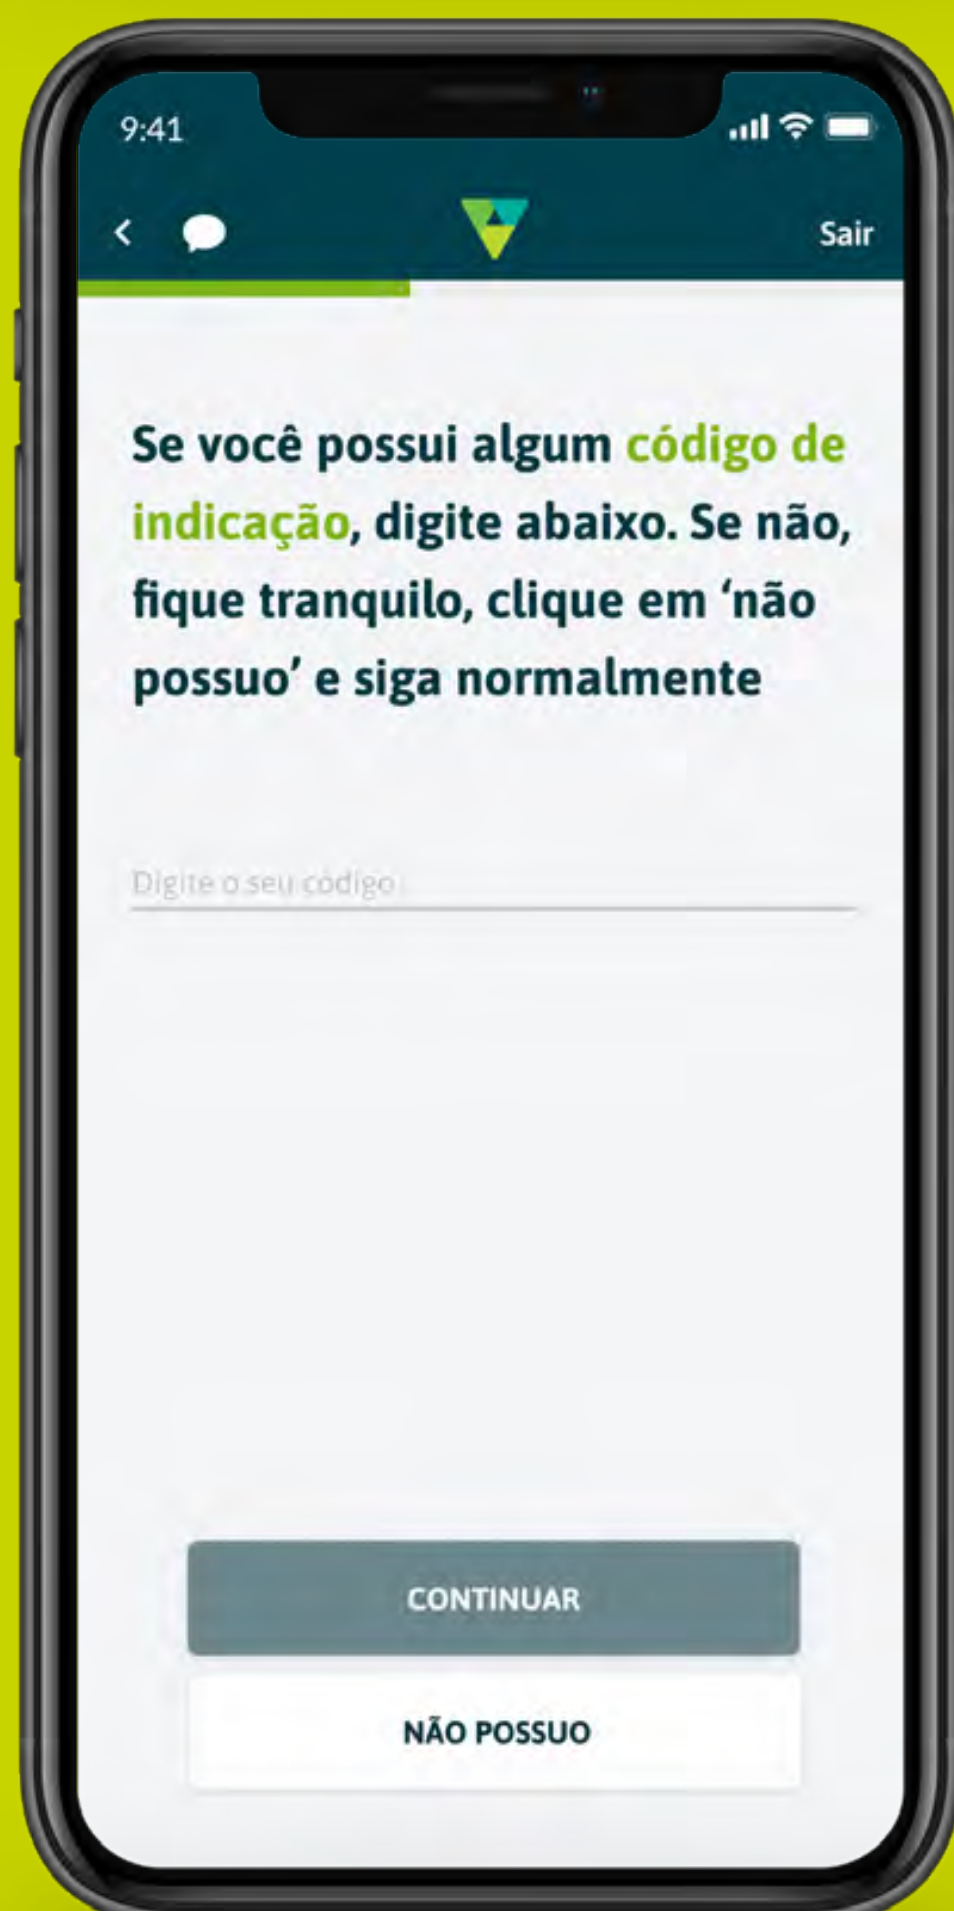 9:41
Sair
Se você possui algum código de
indicação, digite abaixo. Se não,
fique tranquilo, clique em ‘não
possuo’ e siga normalmente
Digite o seu código
CONTINUAR
NÃO POSSUO